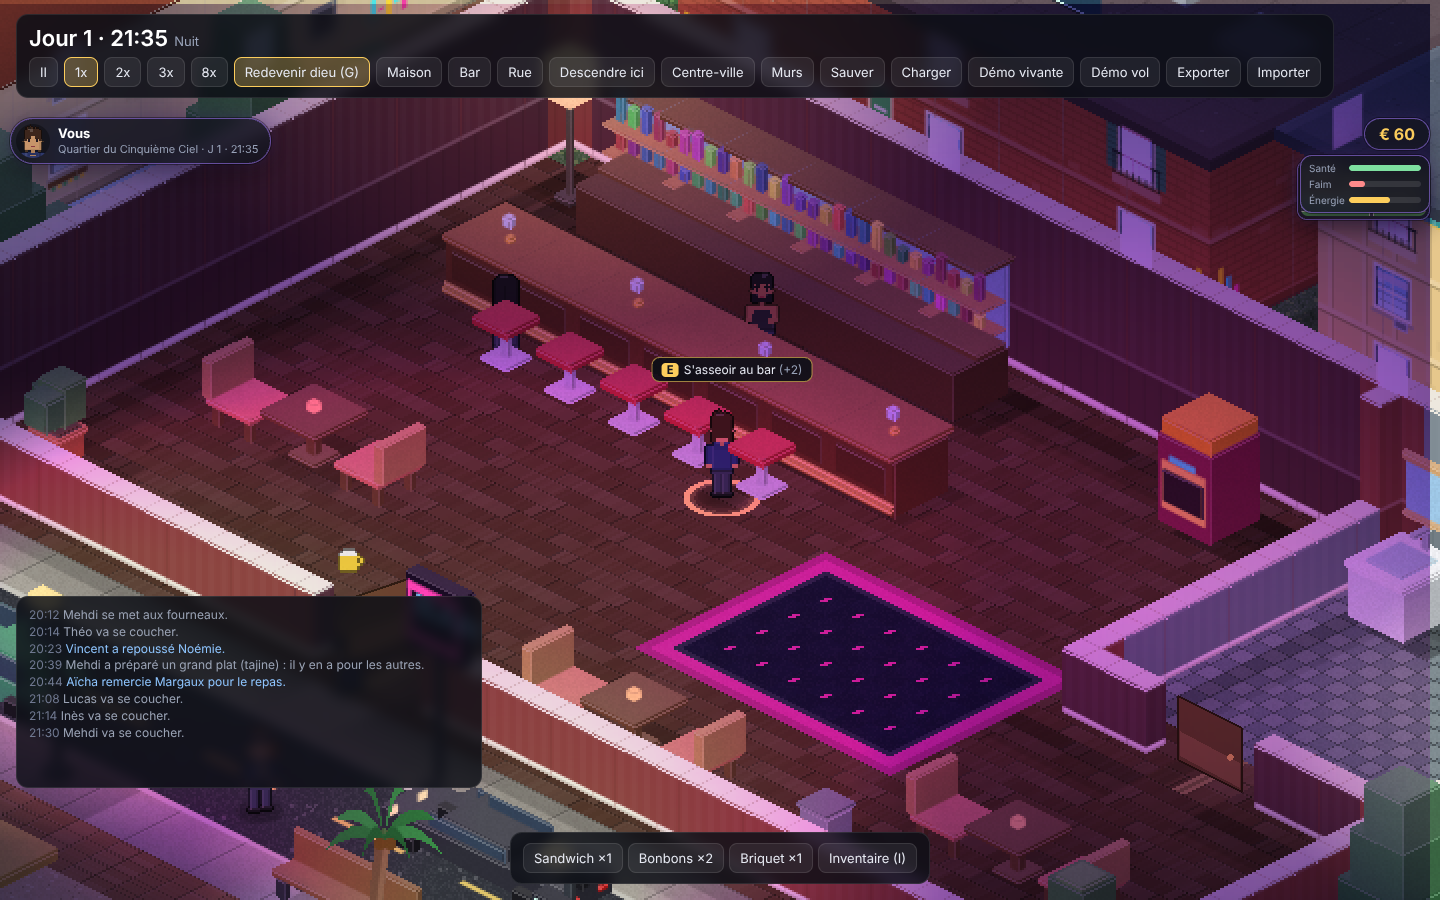 Jour 1 · 21:35 Nuit
II 1x 2x 3x 8x Redevenir dieu (G) Maison Bar Rue Descendre ici Centre-ville Murs Sauver Charger Démo vivante Démo vol Exporter Importer
Vous
Quartier du Cinquième Ciel · J 1 · 21:35
€ 60
Santé
Faim
Énergie
E S'asseoir au bar (+2)
20:12 Mehdi se met aux fourneaux.
20:14 Théo va se coucher.
20:23 Vincent a repoussé Noémie.
20:39 Mehdi a préparé un grand plat (tajine) : il y en a pour les autres.
20:44 Aïcha remercie Margaux pour le repas.
21:08 Lucas va se coucher.
21:14 Inès va se coucher.
21:30 Mehdi va se coucher.
Sandwich ×1 Bonbons ×2 Briquet ×1 Inventaire (I)